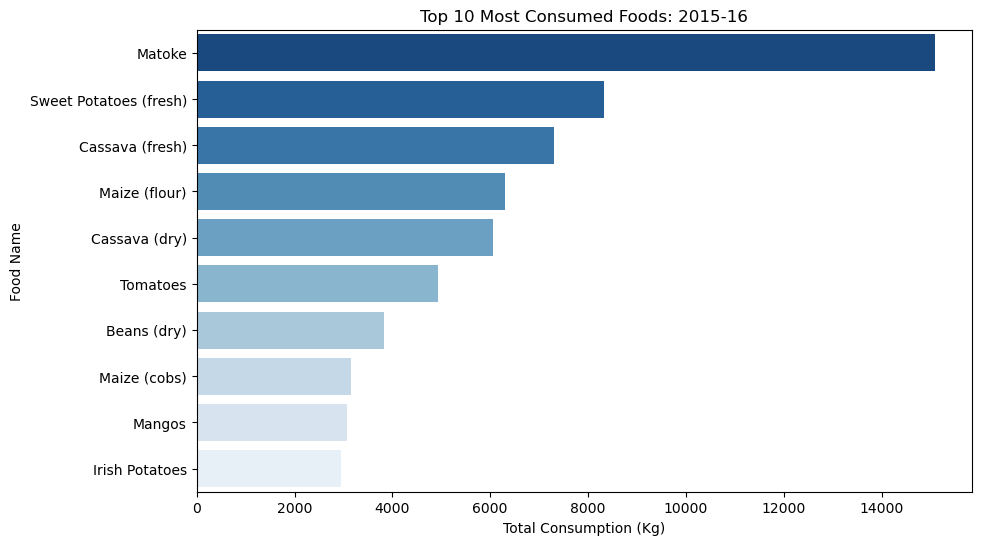 Top 10 Most Consumed Foods: 2015-16
Food Name
Matoke
Sweet Potatoes (fresh)
Cassava (fresh)
Maize (flour)
Cassava (dry)
Tomatoes
Beans (dry)
Maize (cobs)
Mangos
Irish Potatoes
0 2000 4000 6000 8000 10000 12000 14000
Total Consumption (Kg)